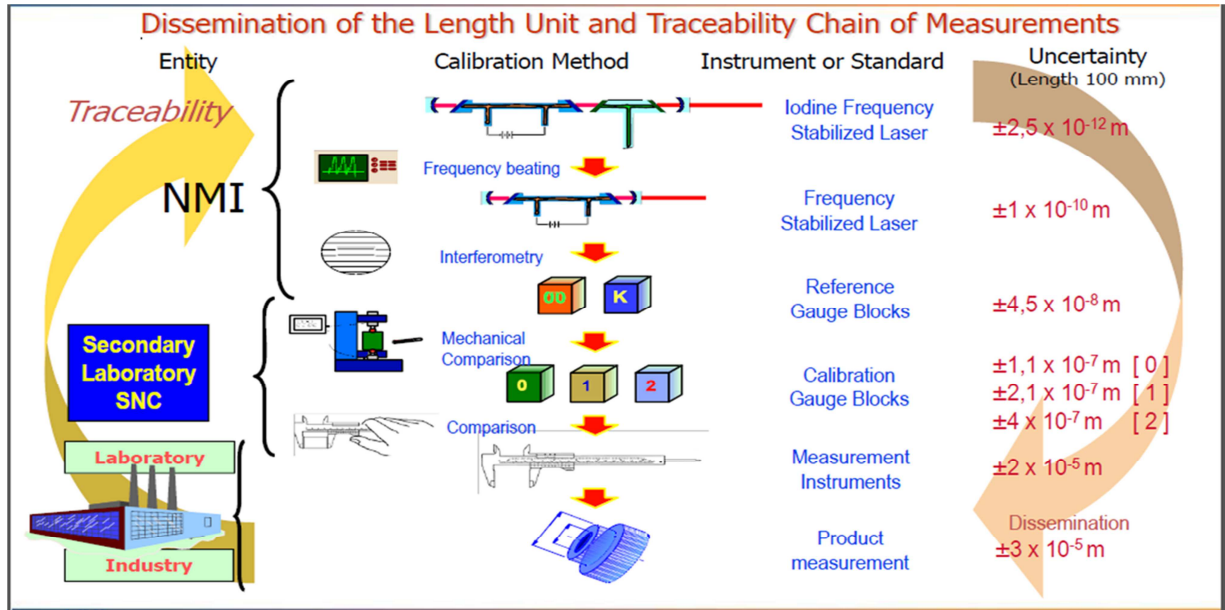 Dissemination of the Length Unit and Traceability Chain of Measurements
Entity
Calibration Method
Instrument or Standard
Uncertainty
(Length 100 mm)
Traceability
NMI
Iodine Frequency
Stabilized Laser
±2,5 x 10⁻¹² m
Frequency beating
Frequency
Stabilized Laser
±1 x 10⁻¹⁰ m
Interferometry
00
K
Reference
Gauge Blocks
±4,5 x 10⁻⁸ m
Secondary
Laboratory
SNC
Mechanical
Comparison
0
1
2
Calibration
Gauge Blocks
±1,1 x 10⁻⁷ m [ 0 ]
±2,1 x 10⁻⁷ m [ 1 ]
±4 x 10⁻⁷ m [ 2 ]
Comparison
Laboratory
Measurement
Instruments
±2 x 10⁻⁵ m
Industry
Product
measurement
Dissemination
±3 x 10⁻⁵ m